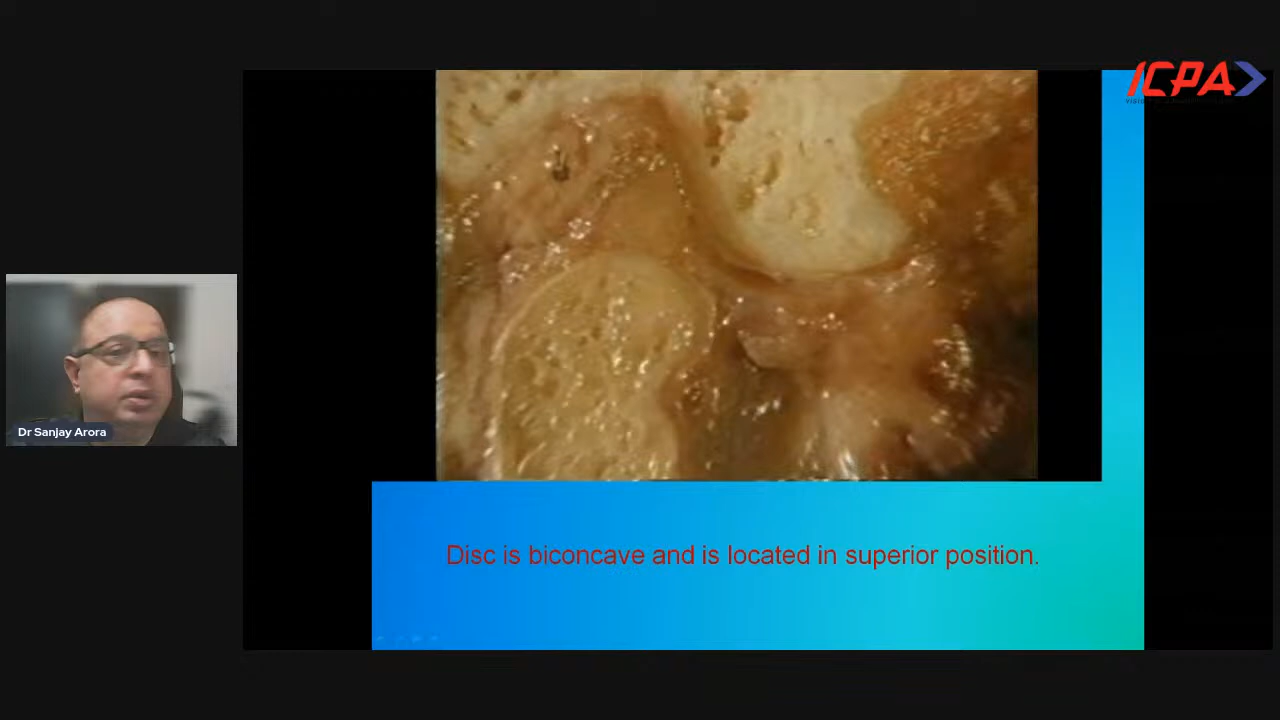 ICPA
Dr Sanjay Arora
Disc is biconcave and is located in superior position.